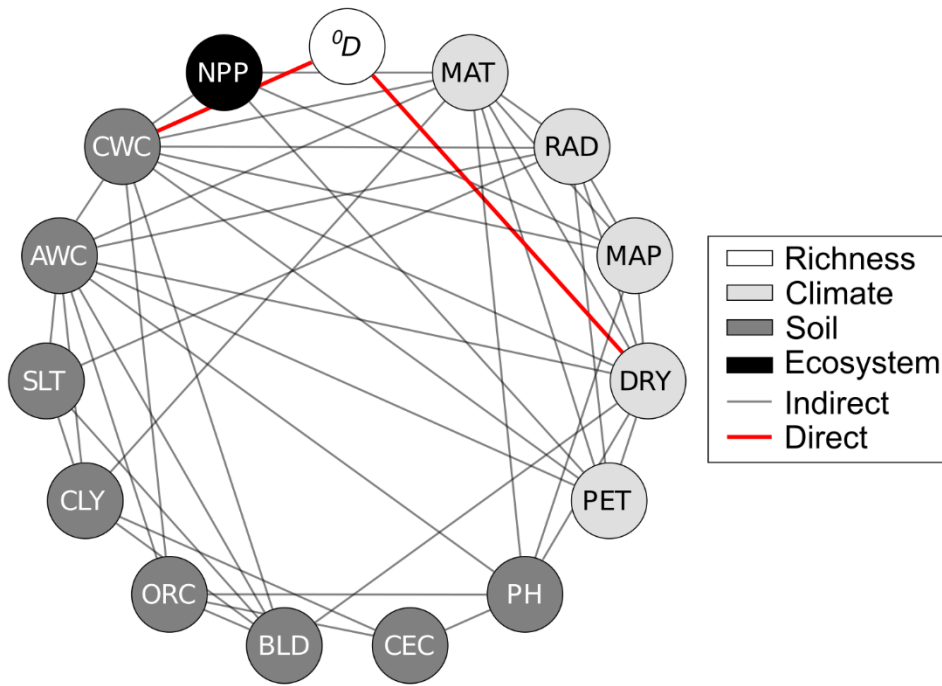 ⁰D
NPP
MAT
CWC
RAD
AWC
MAP
SLT
DRY
CLY
PET
ORC
PH
BLD
CEC
Richness
Climate
Soil
Ecosystem
Indirect
Direct